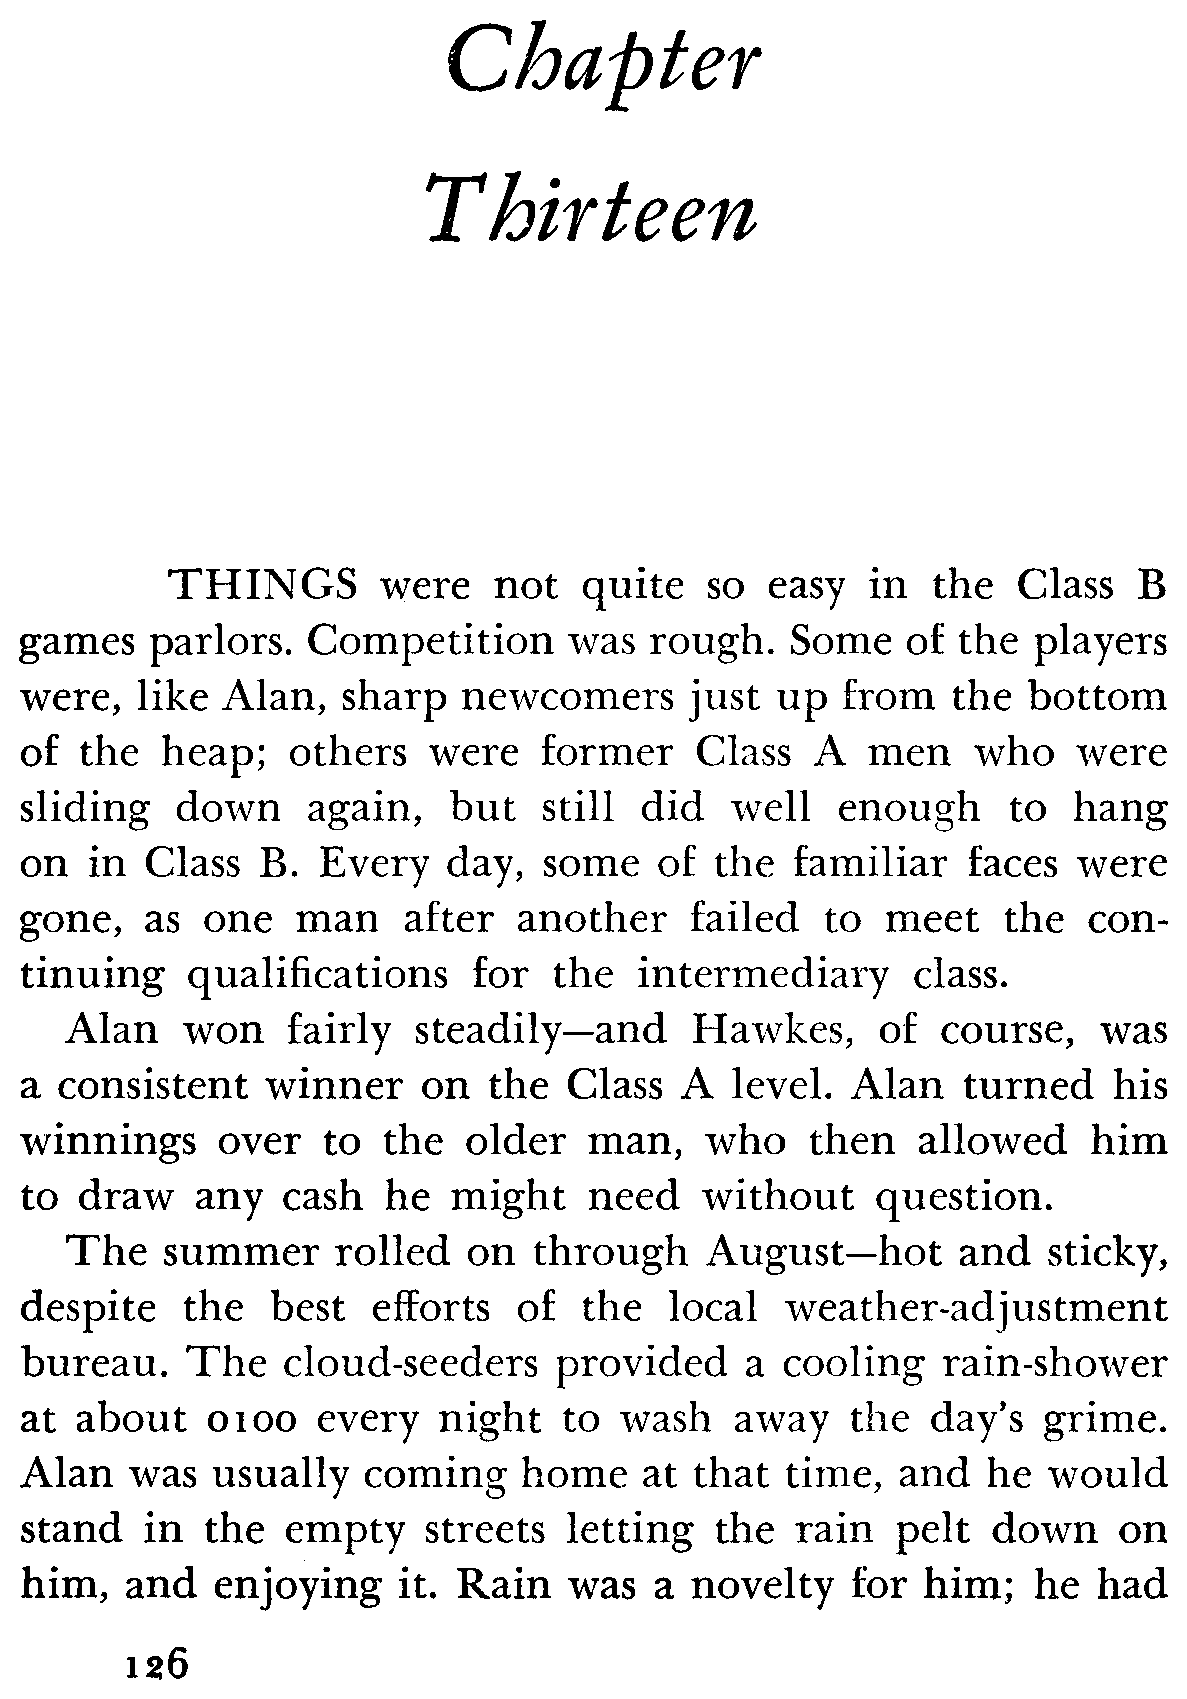 Chapter
Thirteen
THINGS were not quite so easy in the Class B
games parlors. Competition was rough. Some of the players
were, like Alan, sharp newcomers just up from the bottom
of the heap; others were former Class A men who were
sliding down again, but still did well enough to hang
on in Class B. Every day, some of the familiar faces were
gone, as one man after another failed to meet the con-
tinuing qualifications for the intermediary class.
Alan won fairly steadily—and Hawkes, of course, was
a consistent winner on the Class A level. Alan turned his
winnings over to the older man, who then allowed him
to draw any cash he might need without question.
The summer rolled on through August—hot and sticky,
despite the best efforts of the local weather-adjustment
bureau. The cloud-seeders provided a cooling rain-shower
at about 0100 every night to wash away the day's grime.
Alan was usually coming home at that time, and he would
stand in the empty streets letting the rain pelt down on
him, and enjoying it. Rain was a novelty for him; he had
126